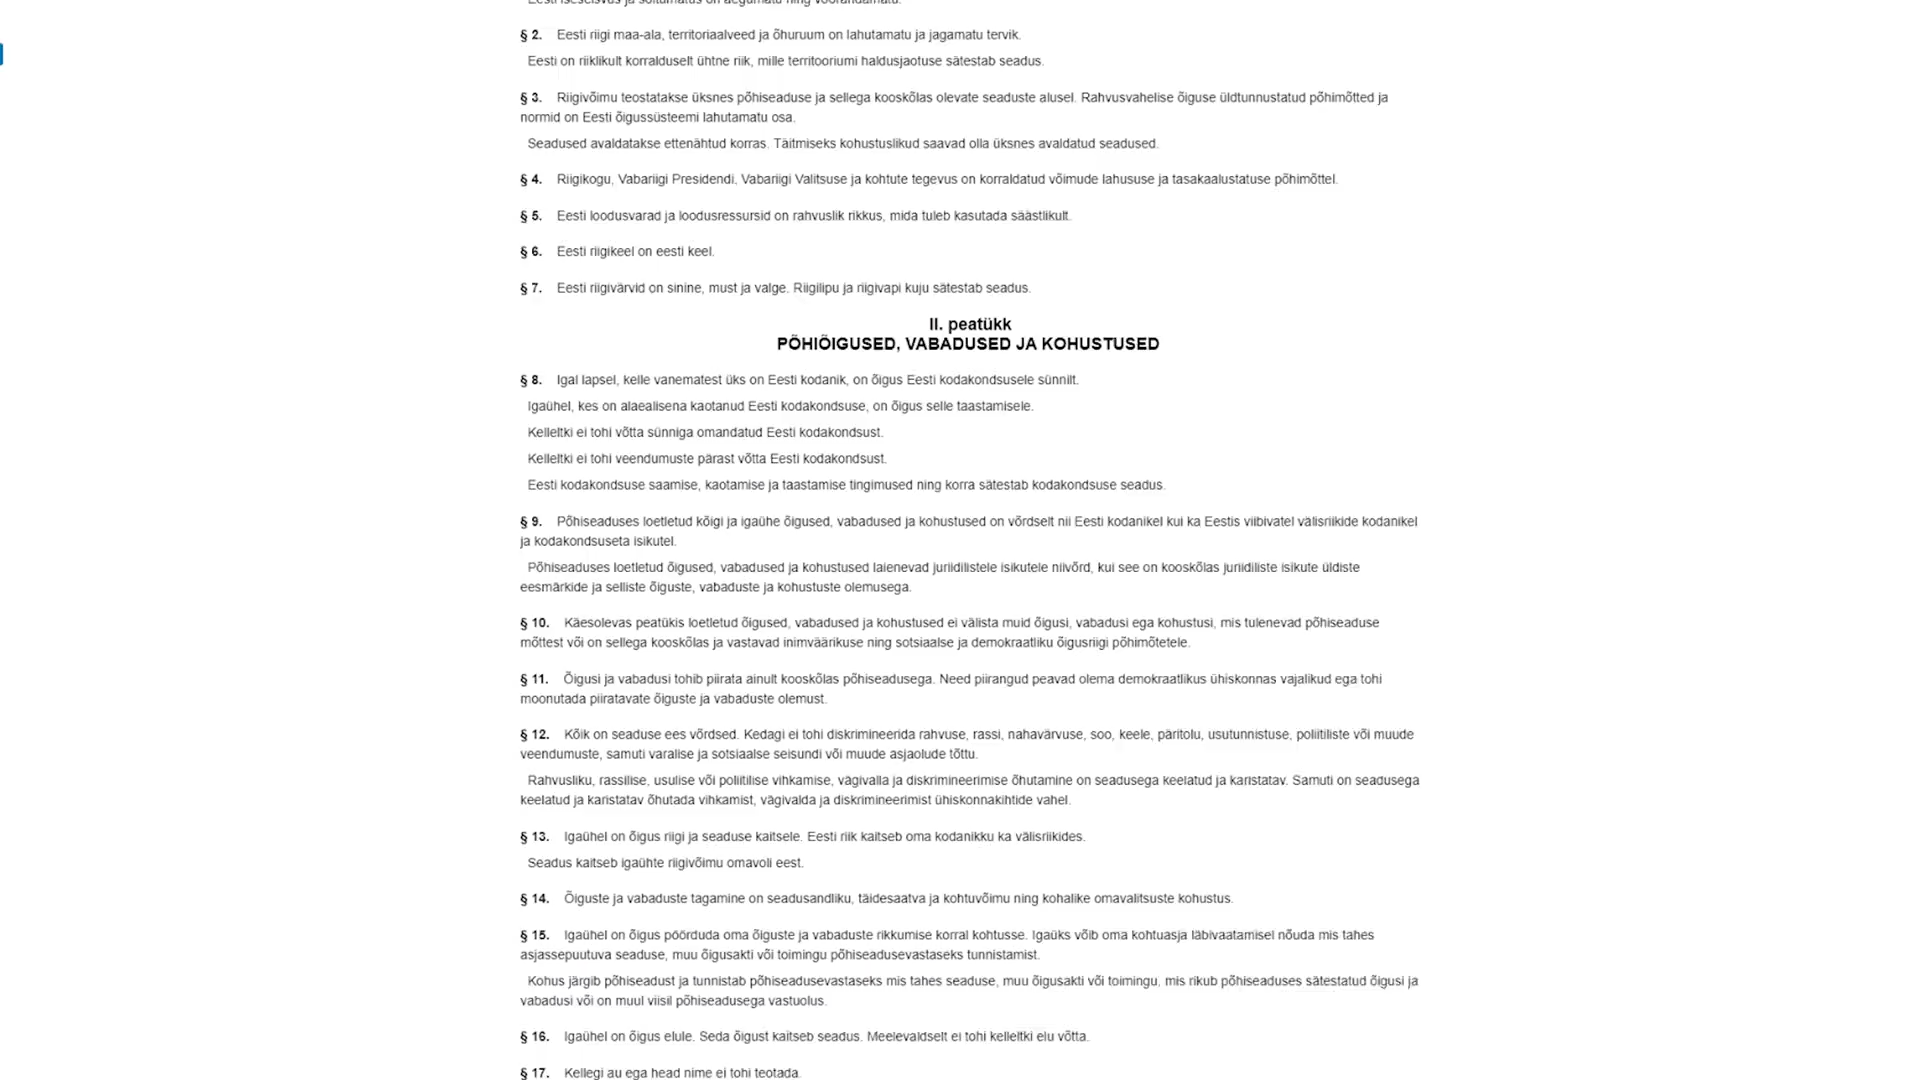 Eesti iseseisvus ja sõltumatus on aegumatu ning võõrandamatu.
§ 2. Eesti riigi maa-ala, territoriaalveed ja õhuruum on lahutamatu ja jagamatu tervik.
Eesti on riiklikult korralduselt ühtne riik, mille territooriumi haldusjaotuse sätestab seadus.
§ 3. Riigivõimu teostatakse üksnes põhiseaduse ja sellega kooskõlas olevate seaduste alusel. Rahvusvahelise õiguse üldtunnustatud põhimõtted ja
normid on Eesti õigussüsteemi lahutamatu osa.
Seadused avaldatakse ettenähtud korras. Täitmiseks kohustuslikud saavad olla üksnes avaldatud seadused.
§ 4. Riigikogu, Vabariigi Presidendi, Vabariigi Valitsuse ja kohtute tegevus on korraldatud võimude lahususe ja tasakaalustatuse põhimõttel.
§ 5. Eesti loodusvarad ja loodusressursid on rahvuslik rikkus, mida tuleb kasutada säästlikult.
§ 6. Eesti riigikeel on eesti keel.
§ 7. Eesti riigivärvid on sinine, must ja valge. Riigilipu ja riigivapi kuju sätestab seadus.
II. peatükk
PÕHIÕIGUSED, VABADUSED JA KOHUSTUSED
§ 8. Igal lapsel, kelle vanematest üks on Eesti kodanik, on õigus Eesti kodakondsusele sünnilt.
Igaühel, kes on alaealisena kaotanud Eesti kodakondsuse, on õigus selle taastamisele.
Kelleltki ei tohi võtta sünniga omandatud Eesti kodakondsust.
Kelleltki ei tohi veendumuste pärast võtta Eesti kodakondsust.
Eesti kodakondsuse saamise, kaotamise ja taastamise tingimused ning korra sätestab kodakondsuse seadus.
§ 9. Põhiseaduses loetletud kõigi ja igaühe õigused, vabadused ja kohustused on võrdselt nii Eesti kodanikel kui ka Eestis viibivatel välisriikide kodanikel
ja kodakondsuseta isikutel.
Põhiseaduses loetletud õigused, vabadused ja kohustused laienevad juriidilistele isikutele niivõrd, kui see on kooskõlas juriidiliste isikute üldiste
eesmärkide ja selliste õiguste, vabaduste ja kohustuste olemusega.
§ 10. Käesolevas peatükis loetletud õigused, vabadused ja kohustused ei välista muid õigusi, vabadusi ega kohustusi, mis tulenevad põhiseaduse
mõttest või on sellega kooskõlas ja vastavad inimväärikuse ning sotsiaalse ja demokraatliku õigusriigi põhimõtetele.
§ 11. Õigusi ja vabadusi tohib piirata ainult kooskõlas põhiseadusega. Need piirangud peavad olema demokraatlikus ühiskonnas vajalikud ega tohi
moonutada piiratavate õiguste ja vabaduste olemust.
§ 12. Kõik on seaduse ees võrdsed. Kedagi ei tohi diskrimineerida rahvuse, rassi, nahavärvuse, soo, keele, päritolu, usutunnistuse, poliitiliste või muude
veendumuste, samuti varalise ja sotsiaalse seisundi või muude asjaolude tõttu.
Rahvusliku, rassilise, usulise või poliitilise vihkamise, vägivalla ja diskrimineerimise õhutamine on seadusega keelatud ja karistatav. Samuti on seadusega
keelatud ja karistatav õhutada vihkamist, vägivalda ja diskrimineerimist ühiskonnakihtide vahel.
§ 13. Igaühel on õigus riigi ja seaduse kaitsele. Eesti riik kaitseb oma kodanikku ka välisriikides.
Seadus kaitseb igaühte riigivõimu omavoli eest.
§ 14. Õiguste ja vabaduste tagamine on seadusandliku, täidesaatva ja kohtuvõimu ning kohalike omavalitsuste kohustus.
§ 15. Igaühel on õigus pöörduda oma õiguste ja vabaduste rikkumise korral kohtusse. Igaüks võib oma kohtuasja läbivaatamisel nõuda mis tahes
asjassepuutuva seaduse, muu õigusakti või toimingu põhiseadusevastaseks tunnistamist.
Kohus järgib põhiseadust ja tunnistab põhiseadusevastaseks mis tahes seaduse, muu õigusakti või toimingu, mis rikub põhiseaduses sätestatud õigusi ja
vabadusi või on muul viisil põhiseadusega vastuolus.
§ 16. Igaühel on õigus elule. Seda õigust kaitseb seadus. Meelevaldselt ei tohi kelleltki elu võtta.
§ 17. Kellegi au ega head nime ei tohi teotada.